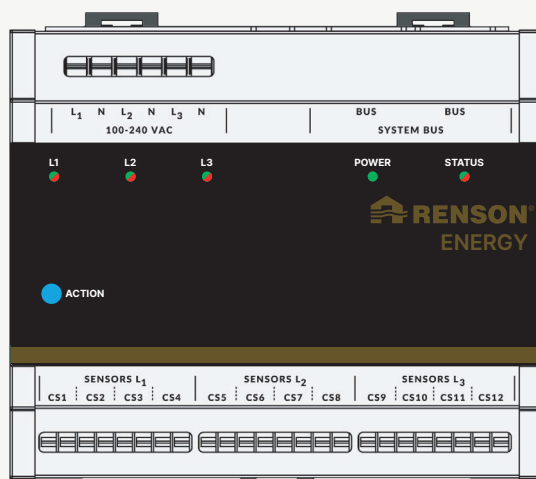 L1 N L2 N L3 N BUS BUS
100-240 VAC SYSTEM BUS
L1 L2 L3 POWER STATUS
RENSON®
ENERGY
ACTION
SENSORS L1 SENSORS L2 SENSORS L3
CS1 CS2 CS3 CS4 CS5 CS6 CS7 CS8 CS9 CS10 CS11 CS12